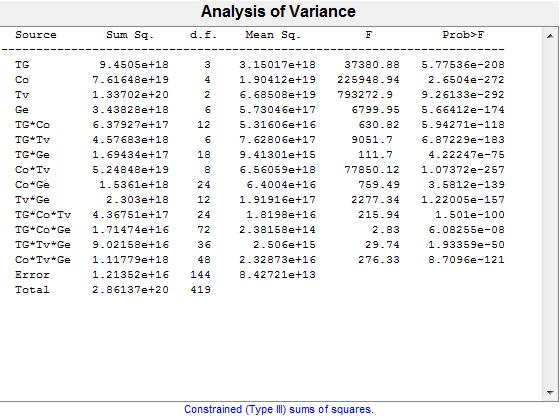 Analysis of Variance
Source Sum Sq. d.f. Mean Sq. F Prob>F
TG 9.4505e+18 3 3.15017e+18 37380.88 5.77536e-208
Co 7.61648e+19 4 1.90412e+19 225948.94 2.6504e-272
Tv 1.33702e+20 2 6.68508e+19 793272.9 9.26133e-292
Ge 3.43828e+18 6 5.73046e+17 6799.95 5.66412e-174
TG*Co 6.37927e+17 12 5.31606e+16 630.82 5.94271e-118
TG*Tv 4.57683e+18 6 7.62806e+17 9051.7 6.87229e-183
TG*Ge 1.69434e+17 18 9.41301e+15 111.7 4.22247e-75
Co*Tv 5.24848e+19 8 6.56059e+18 77850.12 1.07372e-257
Co*Ge 1.5361e+18 24 6.4004e+16 759.49 3.5812e-139
Tv*Ge 2.303e+18 12 1.91916e+17 2277.34 1.22005e-157
TG*Co*Tv 4.36751e+17 24 1.8198e+16 215.94 1.501e-100
TG*Co*Ge 1.71474e+16 72 2.38158e+14 2.83 6.08255e-08
TG*Tv*Ge 9.02158e+16 36 2.506e+15 29.74 1.93359e-50
Co*Tv*Ge 1.11779e+18 48 2.32873e+16 276.33 8.7096e-121
Error 1.21352e+16 144 8.42721e+13
Total 2.86137e+20 419
Constrained (Type III) sums of squares.